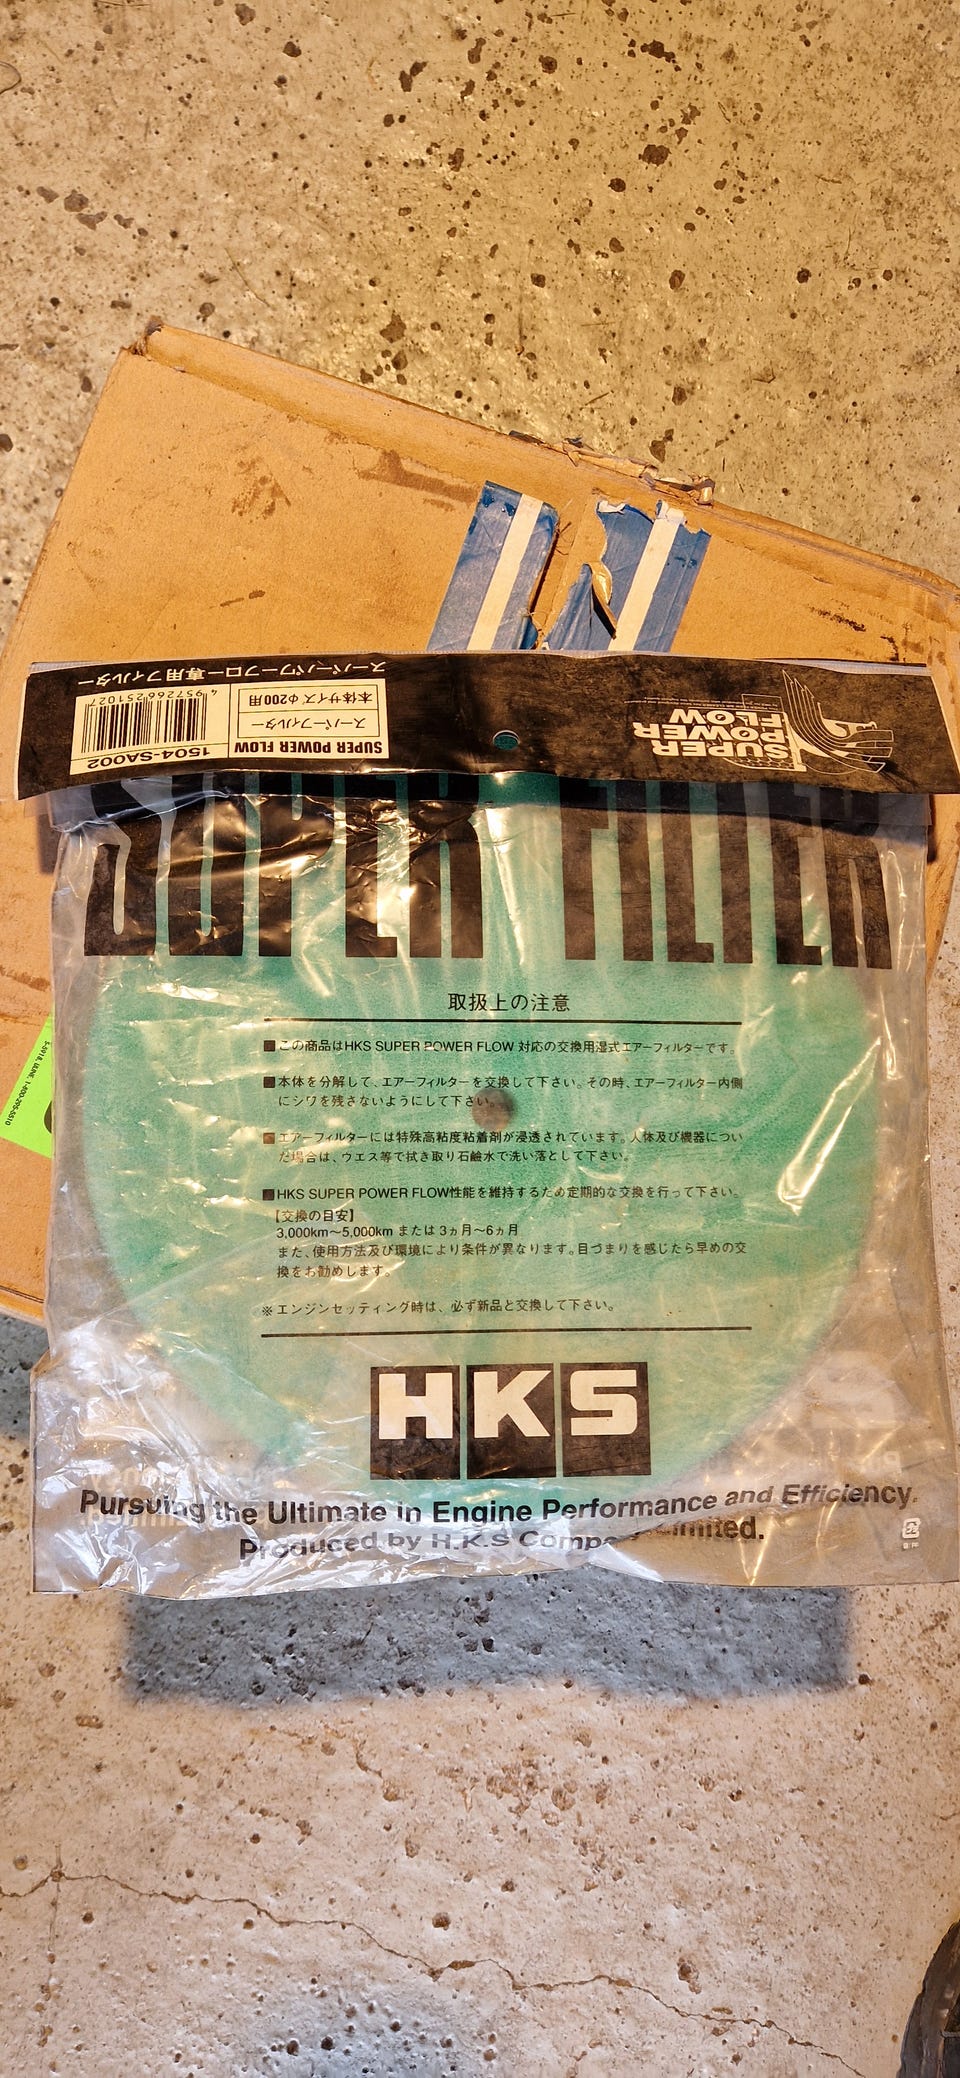 スーパーパワーフロー専用フィルター
1504-SA002
4957266251027
SUPER POWER FLOW
スーパーフィルター
本体サイズ Φ200用
SUPER
POWER
FLOW
SUPER FILTER
取扱上の注意
■この商品はHKS SUPER POWER FLOW 対応の交換用湿式エアーフィルターです。
■本体を分解して、エアーフィルターを交換して下さい。その時、エアーフィルター内側
にシワを残さないようにして下さい。
■エアーフィルターには特殊高粘度粘着剤が浸透されています。人体及び機器につい
た場合は、ウエス等で拭き取り石鹸水で洗い落として下さい。
■HKS SUPER POWER FLOW性能を維持するため定期的な交換を行って下さい。
【交換の目安】
3,000km〜5,000km または 3ヵ月〜6ヵ月
また、使用方法及び環境により条件が異なります。目づまりを感じたら早めの交
換をお勧めします。
※エンジンセッティング時は、必ず新品と交換して下さい。
HKS
Pursuing the Ultimate in Engine Performance and Efficiency.
Produced by H.K.S Limited.
S-5918, ULINE, 1-800-295-5510